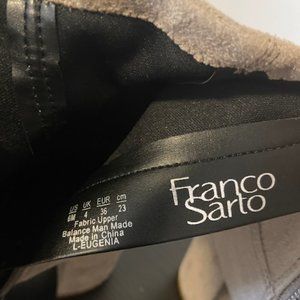 US UK EUR cm
6M 4 36 23
Fabric Upper
Balance Man Made
Made in China
L-EUGENIA
Franco
Sarto